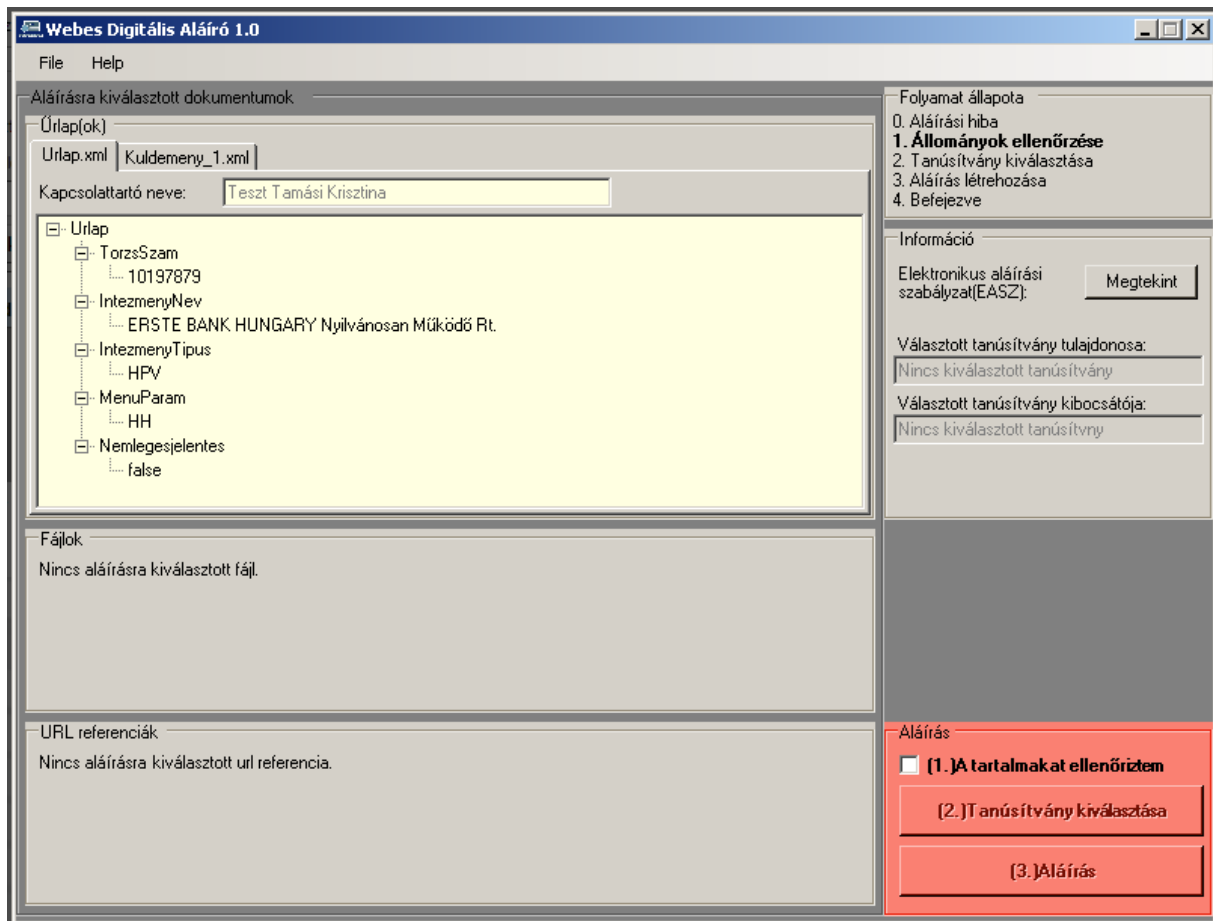 Webes Digitális Aláíró 1.0
File Help
Aláírásra kiválasztott dokumentumok
Űrlap(ok)
Urlap.xml Kuldemeny_1.xml
Kapcsolattartó neve: Teszt Tamási Krisztina
Urlap
TorzsSzam
10197879
IntezmenyNev
ERSTE BANK HUNGARY Nyilvánosan Működő Rt.
IntezmenyTipus
HPV
MenuParam
HH
Nemlegesjelentes
false
Fájlok
Nincs aláírásra kiválasztott fájl.
URL referenciák
Nincs aláírásra kiválasztott url referencia.
Folyamat állapota
0. Aláírási hiba
1. Állományok ellenőrzése
2. Tanúsítvány kiválasztása
3. Aláírás létrehozása
4. Befejezve
Információ
Elektronikus aláírási
szabályzat(EASZ):
Megtekint
Választott tanúsítvány tulajdonosa:
Nincs kiválasztott tanúsítvány
Választott tanúsítvány kibocsátója:
Nincs kiválasztott tanúsítvny
Aláírás
(1.)A tartalmakat ellenőriztem
(2.)Tanúsítvány kiválasztása
(3.)Aláírás